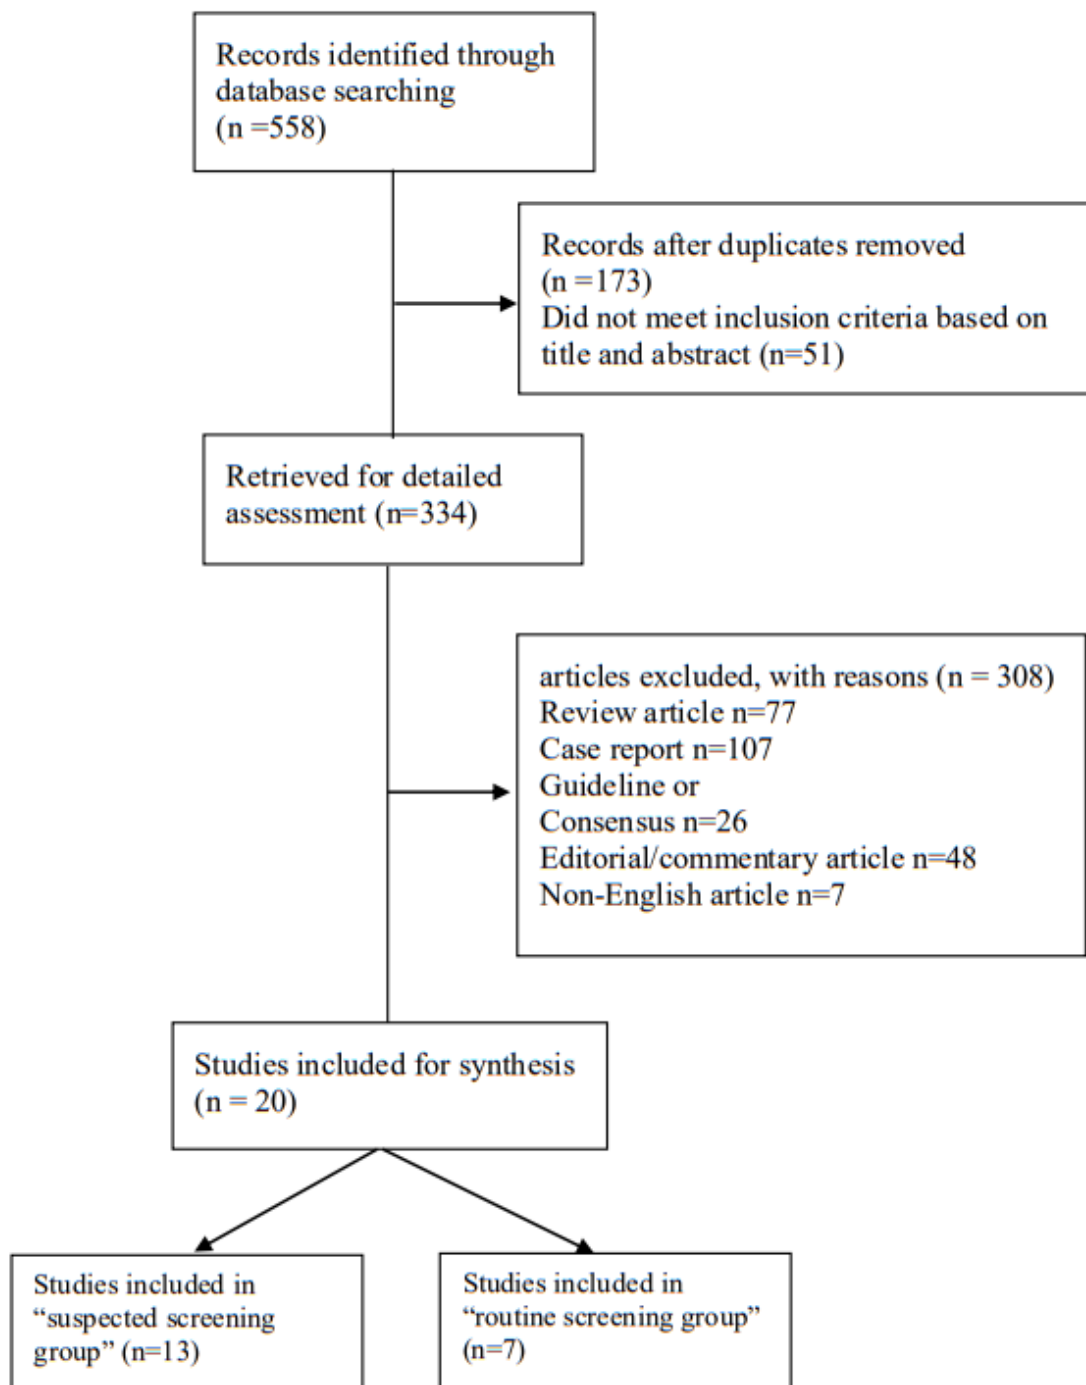 Records identified through
database searching
(n =558)
Records after duplicates removed
(n =173)
Did not meet inclusion criteria based on
title and abstract (n=51)
Retrieved for detailed
assessment (n=334)
articles excluded, with reasons (n = 308)
Review article n=77
Case report n=107
Guideline or
Consensus n=26
Editorial/commentary article n=48
Non-English article n=7
Studies included for synthesis
(n = 20)
Studies included in
“suspected screening
group” (n=13)
Studies included in
“routine screening group”
(n=7)